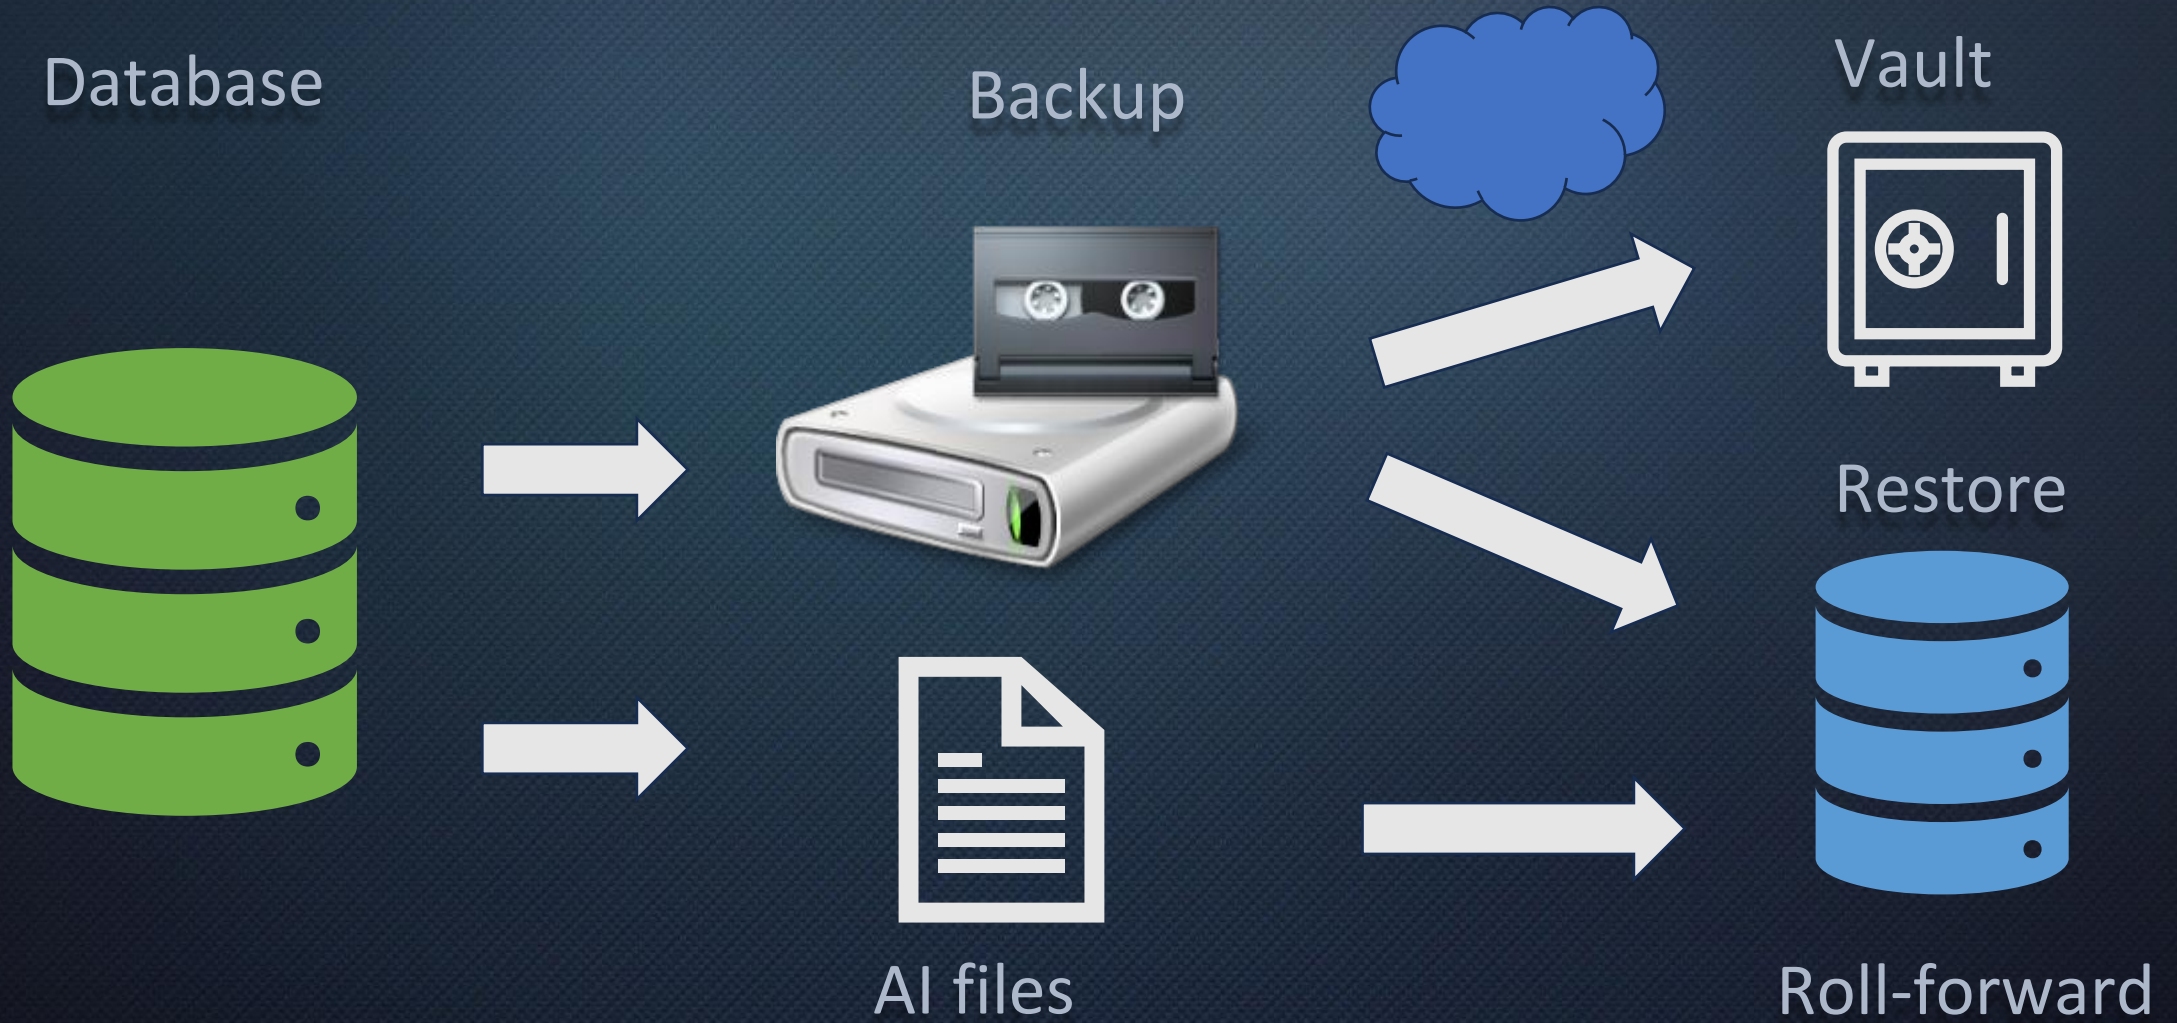 Database
Backup
Vault
Restore
AI files
Roll-forward